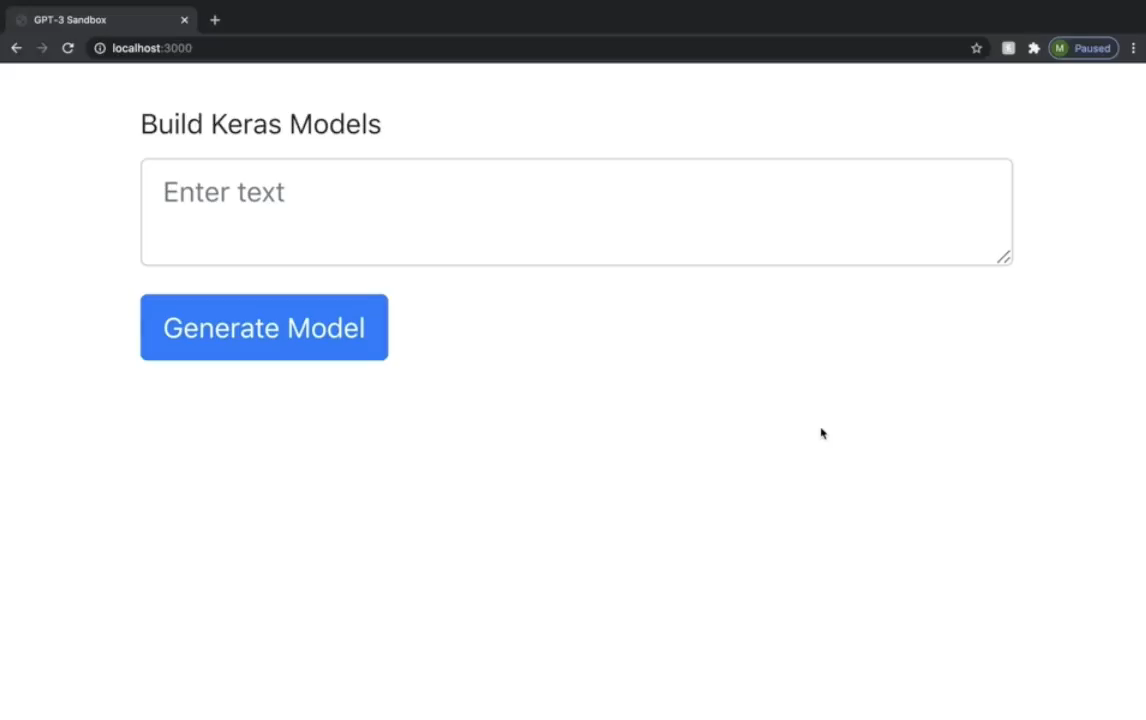 GPT-3 Sandbox
localhost:3000
M Paused
Build Keras Models
Enter text
Generate Model